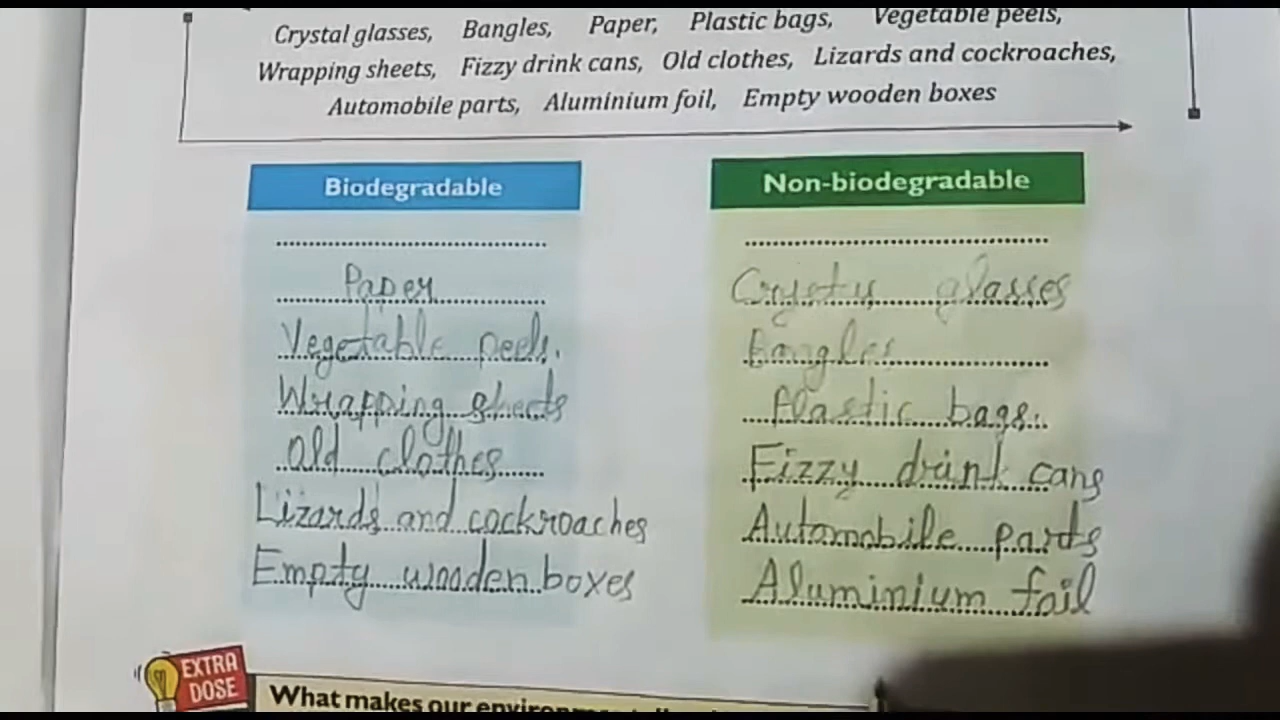 Crystal glasses, Bangles, Paper, Plastic bags, Vegetable peels,
Wrapping sheets, Fizzy drink cans, Old clothes, Lizards and cockroaches,
Automobile parts, Aluminium foil, Empty wooden boxes
Biodegradable
Non-biodegradable
Paper
Vegetable peels.
Wrapping sheets
Old clothes
Lizards and cockroaches
Empty wooden boxes
glasses
Bangles
Plastic bags.
Fizzy drink cans
Automobile parts
Aluminium foil
EXTRA
DOSE
What makes our